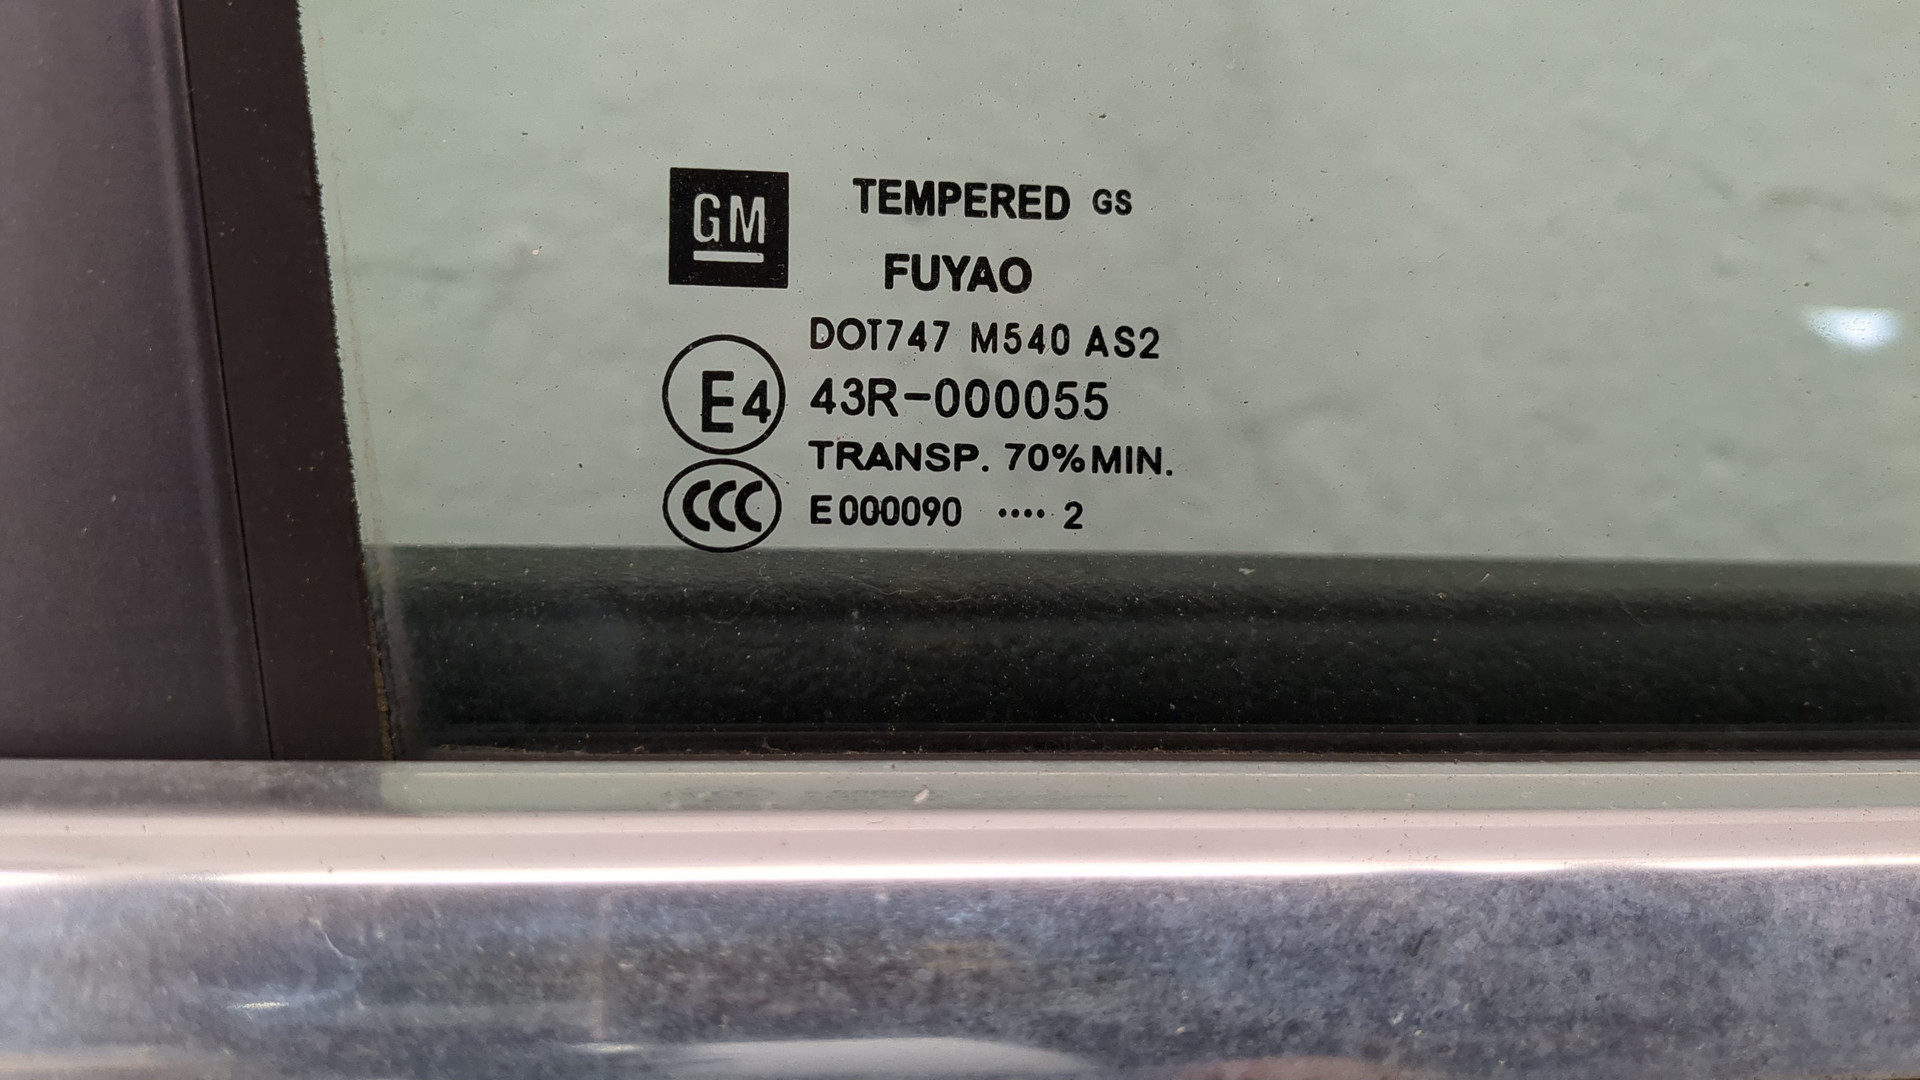 GM
TEMPERED GS
FUYAO
DOT747 M540 AS2
E4 43R-000055
TRANSP. 70% MIN.
CCC E000090 •••• 2